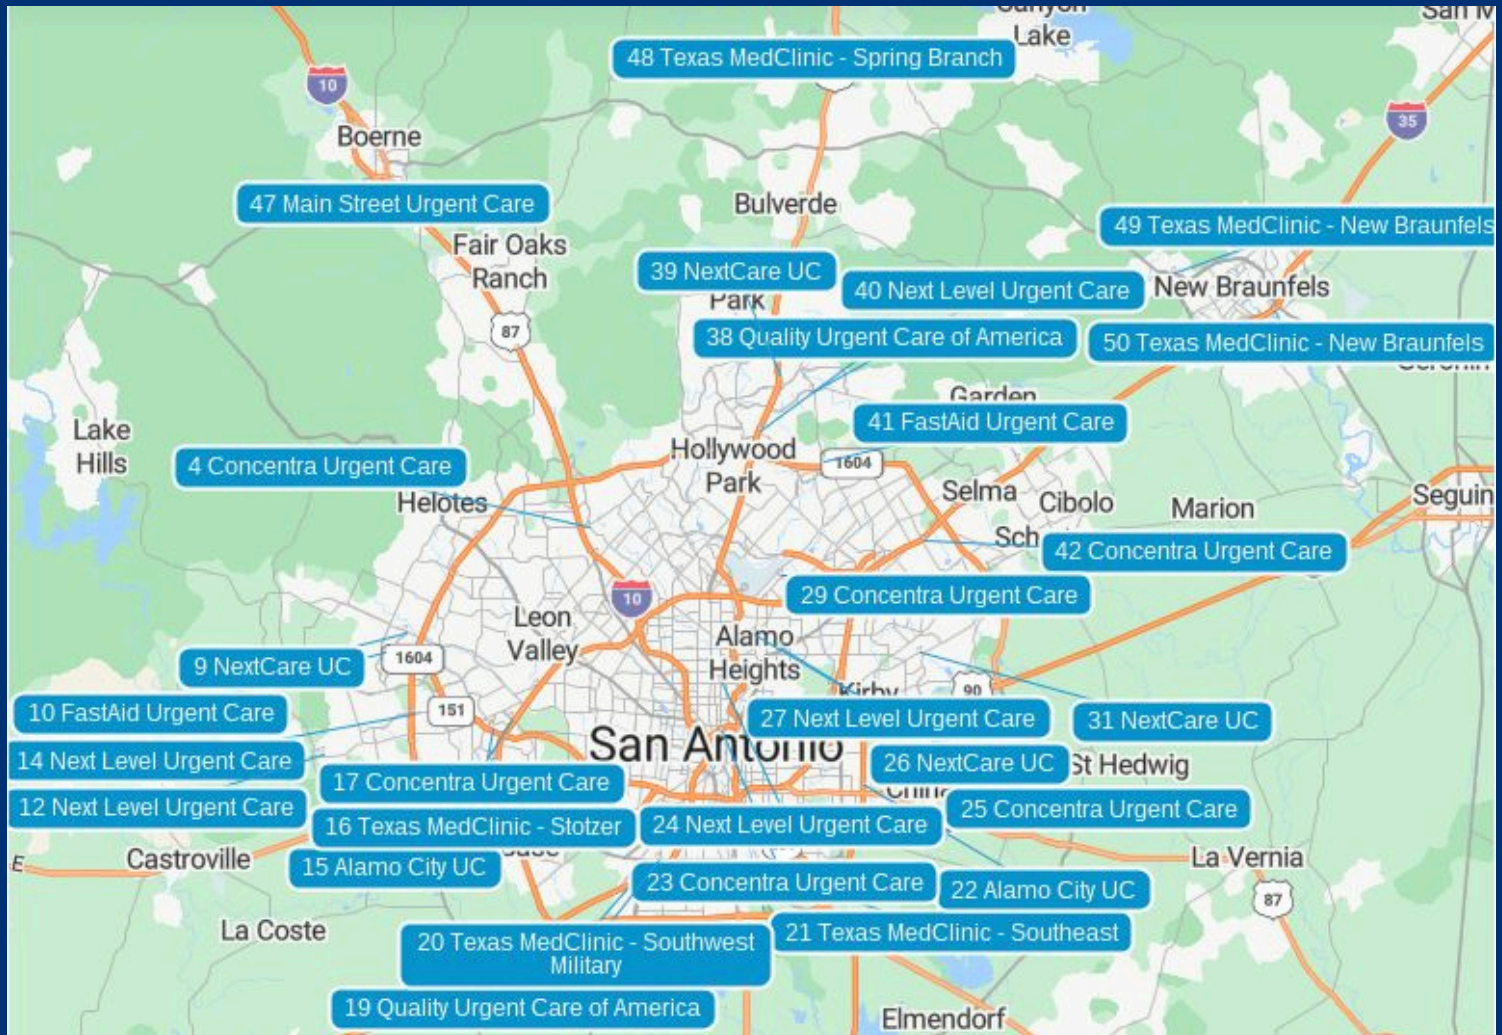 Lake
48 Texas MedClinic - Spring Branch
10
35
Boerne
47 Main Street Urgent Care
Bulverde
49 Texas MedClinic - New Braunfels
Fair Oaks
Ranch
39 NextCare UC
Park
40 Next Level Urgent Care
New Braunfels
87
38 Quality Urgent Care of America
50 Texas MedClinic - New Braunfels
Garden
41 FastAid Urgent Care
Lake
Hills
Hollywood
Park
1604
4 Concentra Urgent Care
Helotes
Selma
Cibolo
Marion
Seguin
Sch
42 Concentra Urgent Care
10
29 Concentra Urgent Care
Leon
Valley
Alamo
Heights
1604
9 NextCare UC
Kirby
90
10 FastAid Urgent Care
151
27 Next Level Urgent Care
31 NextCare UC
San Antonio
14 Next Level Urgent Care
26 NextCare UC
St Hedwig
17 Concentra Urgent Care
China
12 Next Level Urgent Care
25 Concentra Urgent Care
16 Texas MedClinic - Stotzer
24 Next Level Urgent Care
E
Castroville
15 Alamo City UC
La Vernia
23 Concentra Urgent Care
22 Alamo City UC
87
La Coste
20 Texas MedClinic - Southwest
Military
21 Texas MedClinic - Southeast
19 Quality Urgent Care of America
Elmendorf